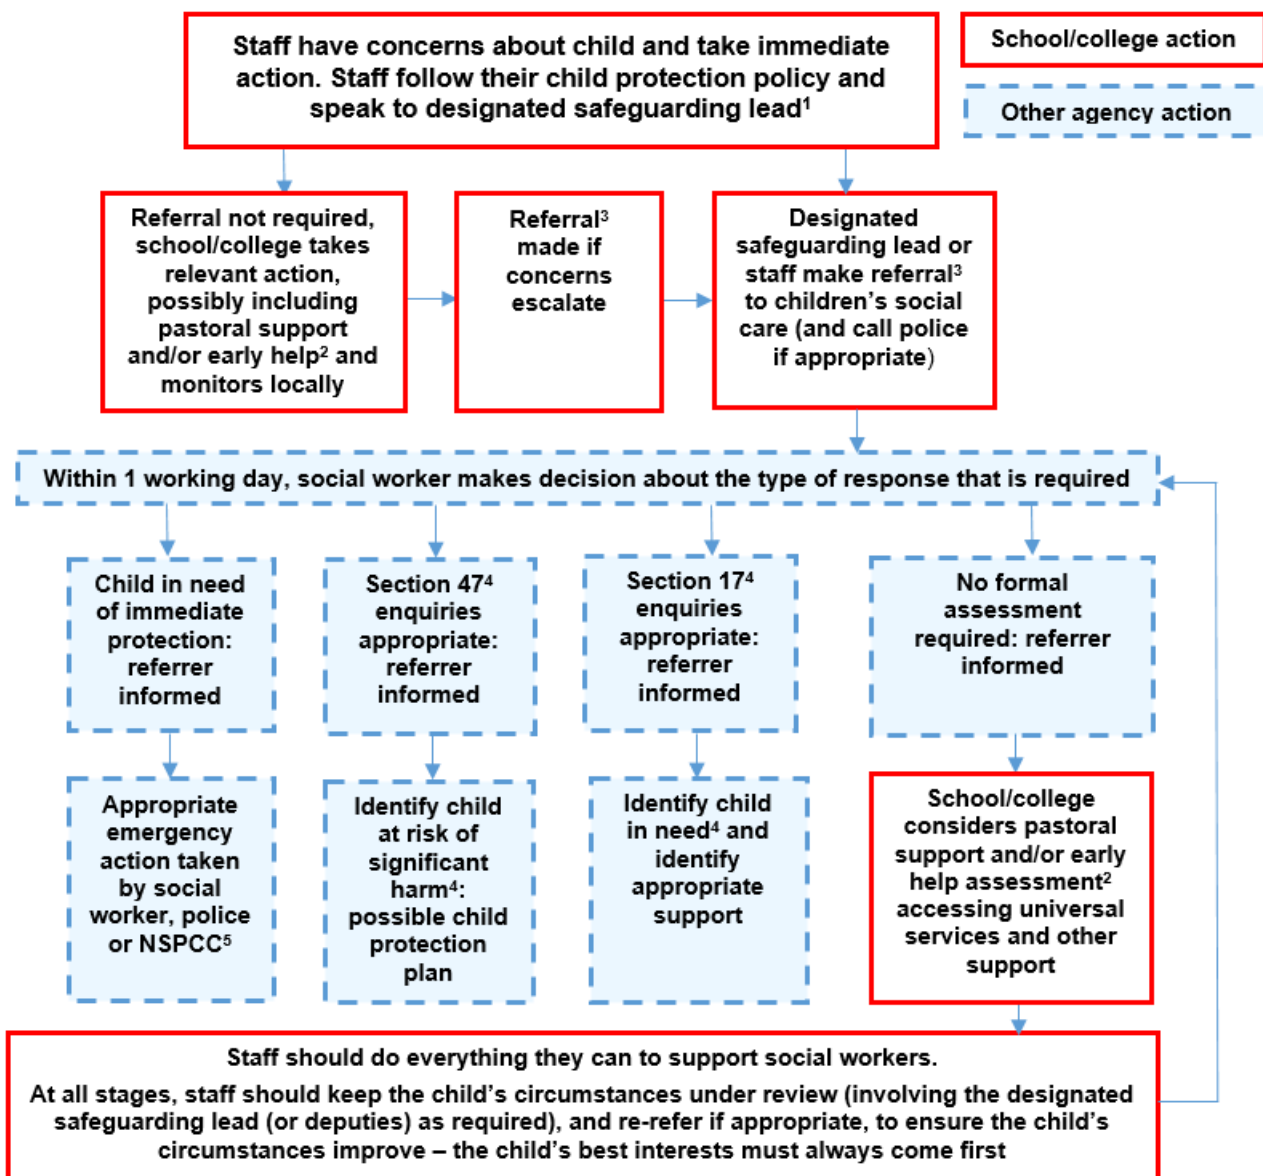 Staff have concerns about child and take immediate
action. Staff follow their child protection policy and
speak to designated safeguarding lead¹
School/college action
Other agency action
Referral not required,
school/college takes
relevant action,
possibly including
pastoral support
and/or early help² and
monitors locally
Referral³
made if
concerns
escalate
Designated
safeguarding lead or
staff make referral³
to children's social
care (and call police
if appropriate)
Within 1 working day, social worker makes decision about the type of response that is required
Child in need
of immediate
protection:
referrer
informed
Section 47⁴
enquiries
appropriate:
referrer
informed
Section 17⁴
enquiries
appropriate:
referrer
informed
No formal
assessment
required: referrer
informed
Appropriate
emergency
action taken
by social
worker, police
or NSPCC⁵
Identify child
at risk of
significant
harm⁴:
possible child
protection
plan
Identify child
in need⁴ and
identify
appropriate
support
School/college
considers pastoral
support and/or early
help assessment²
accessing universal
services and other
support
Staff should do everything they can to support social workers.
At all stages, staff should keep the child's circumstances under review (involving the designated
safeguarding lead (or deputies) as required), and re-refer if appropriate, to ensure the child's
circumstances improve – the child's best interests must always come first